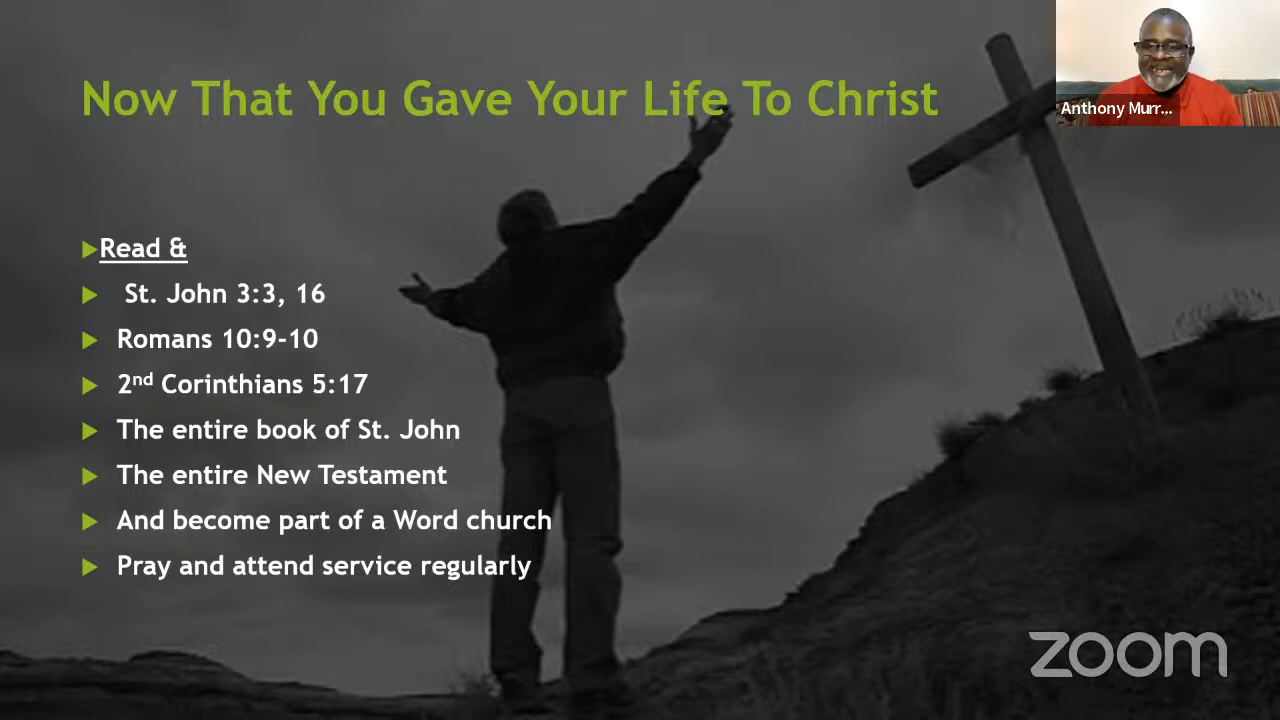 Now That You Gave Your Life To Christ
Anthony Murr...
Read &
St. John 3:3, 16
Romans 10:9-10
2nd Corinthians 5:17
The entire book of St. John
The entire New Testament
And become part of a Word church
Pray and attend service regularly
zoom